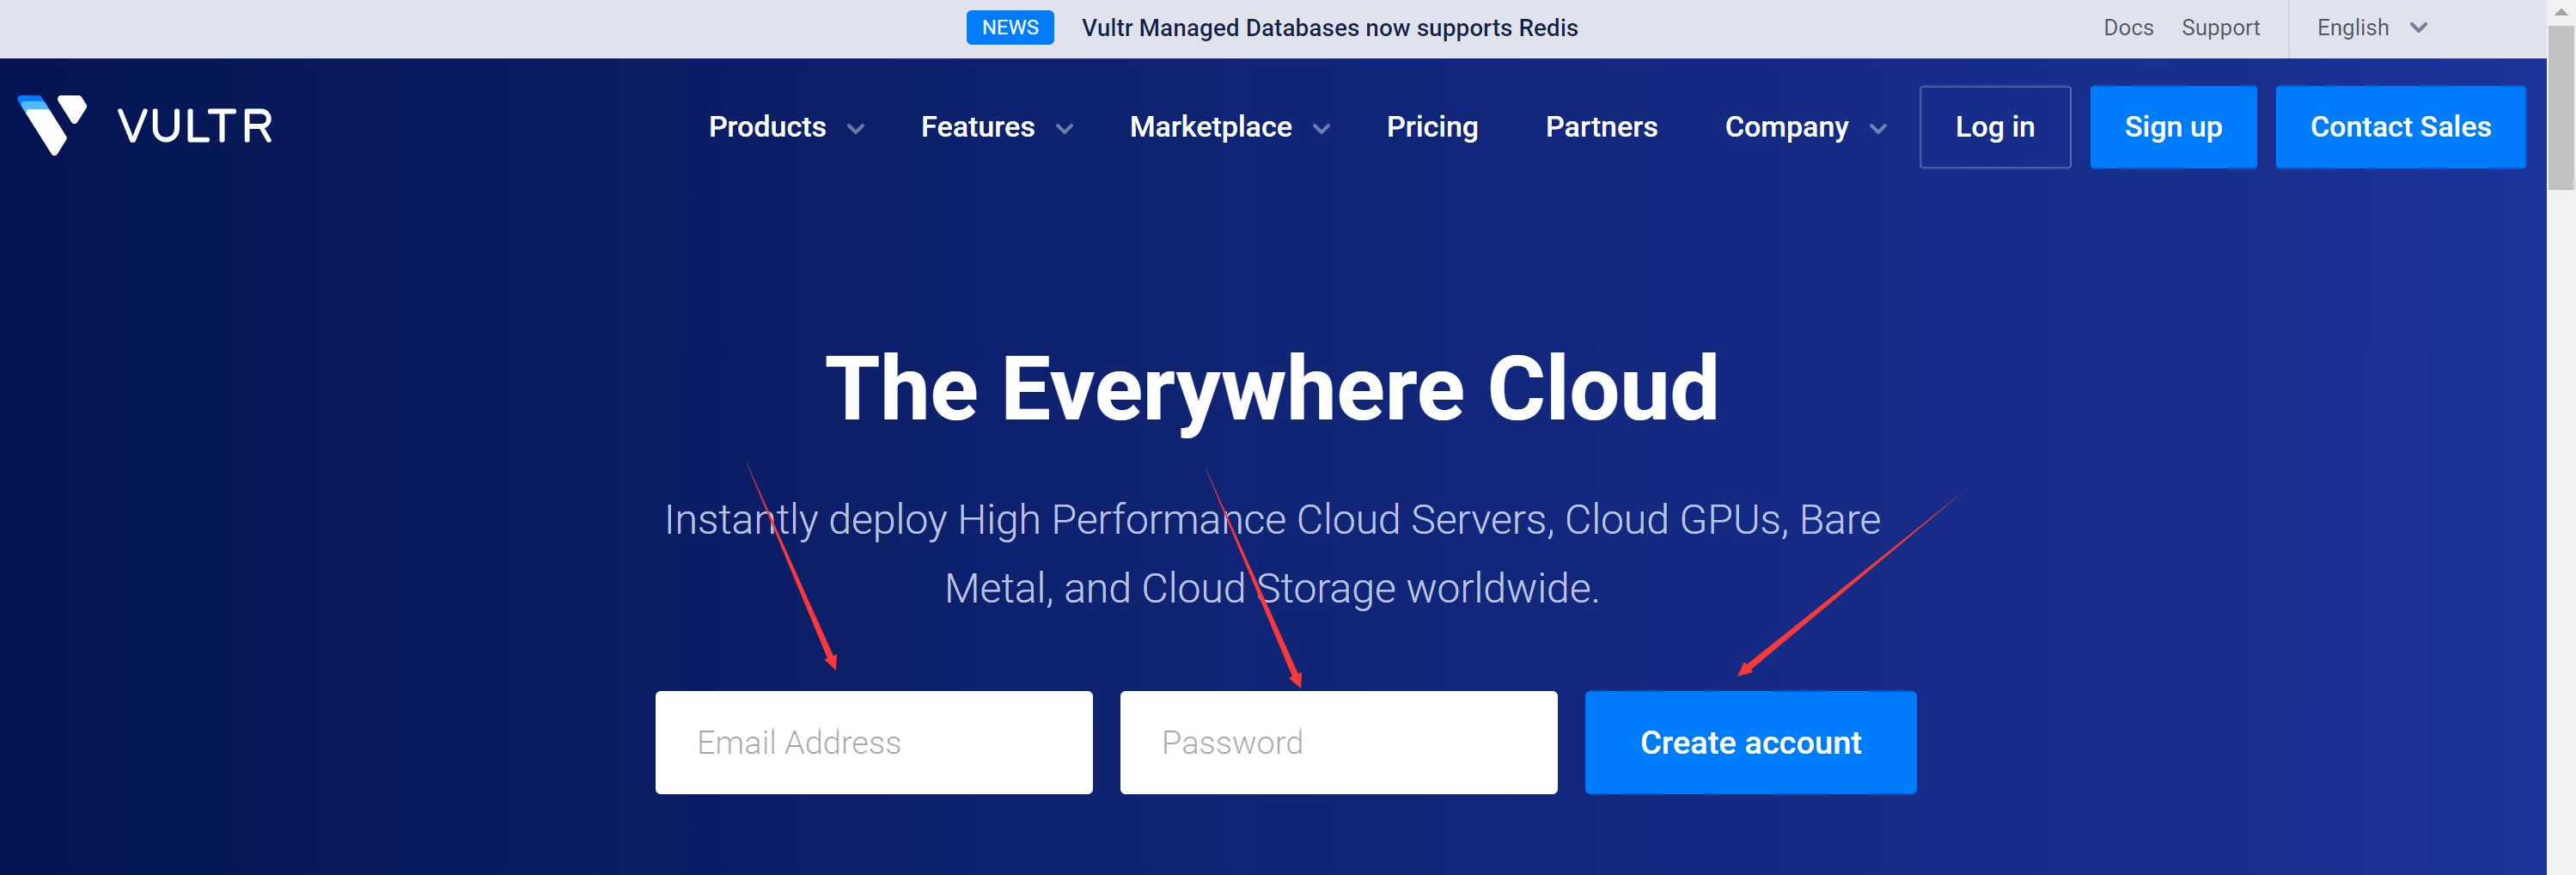 NEWS Vultr Managed Databases now supports Redis Docs Support English
VULTR Products Features Marketplace Pricing Partners Company Log in Sign up Contact Sales
The Everywhere Cloud
Instantly deploy High Performance Cloud Servers, Cloud GPUs, Bare
Metal, and Cloud Storage worldwide.
Email Address Password Create account